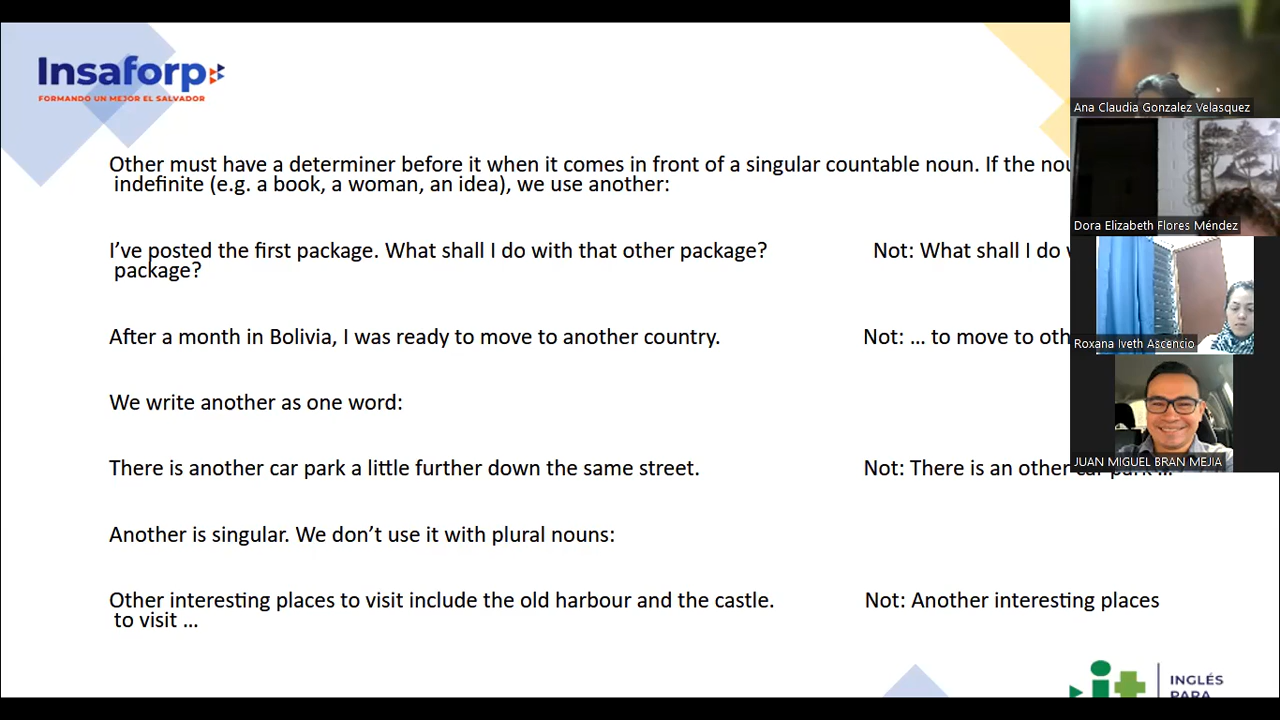 Insaforp
FORMANDO UN MEJOR EL SALVADOR
Other must have a determiner before it when it comes in front of a singular countable noun. If the
indefinite (e.g. a book, a woman, an idea), we use another:
I’ve posted the first package. What shall I do with that other package? Not: What shall I do
package?
After a month in Bolivia, I was ready to move to another country. Not: … to move to
We write another as one word:
There is another car park a little further down the same street. Not: There is an other car park …
Another is singular. We don’t use it with plural nouns:
Other interesting places to visit include the old harbour and the castle. Not: Another interesting places
to visit …
Ana Claudia Gonzalez Velasquez
Dora Elizabeth Flores Méndez
Roxana Iveth Ascencio
JUAN MIGUEL BRAN MEJIA
it
INGLÉS
PARA